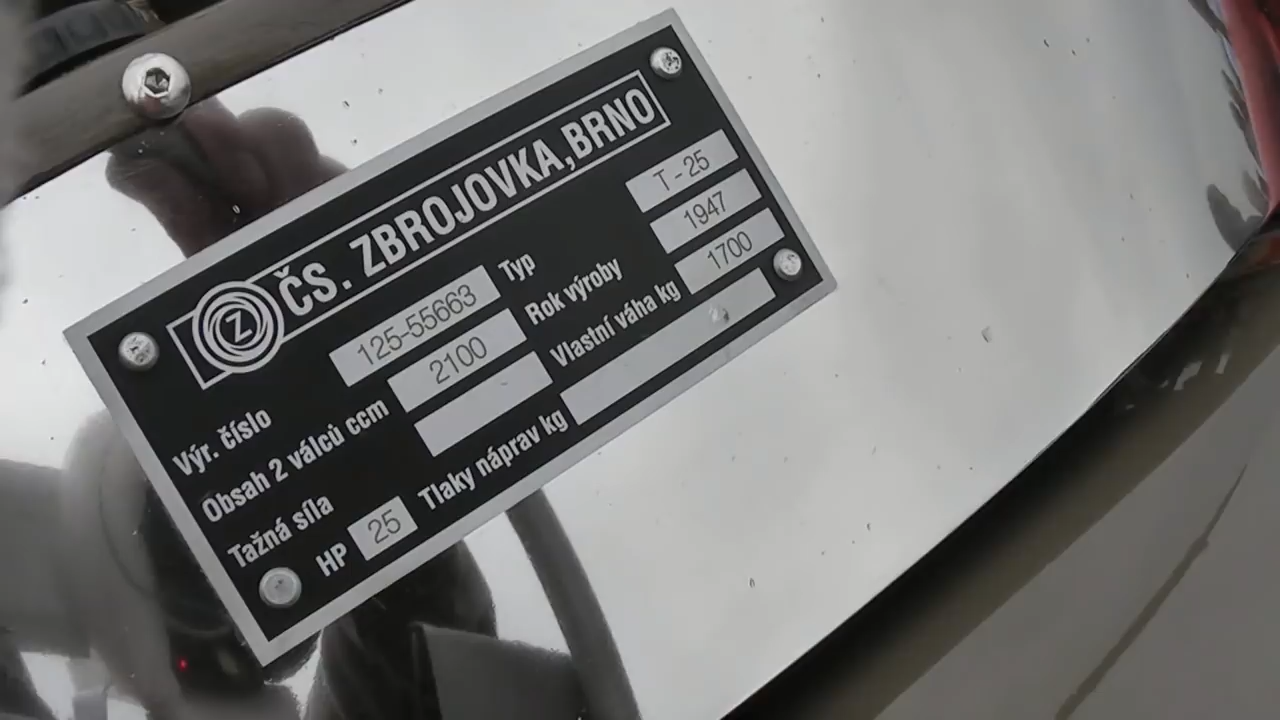 Z ČS. ZBROJOVKA, BRNO
Výr. číslo 125-55663 Typ T-25
Obsah 2 válců ccm 2100 Rok výroby 1947
Tažná síla Vlastní váha kg 1700
HP 25 Tlaky náprav kg